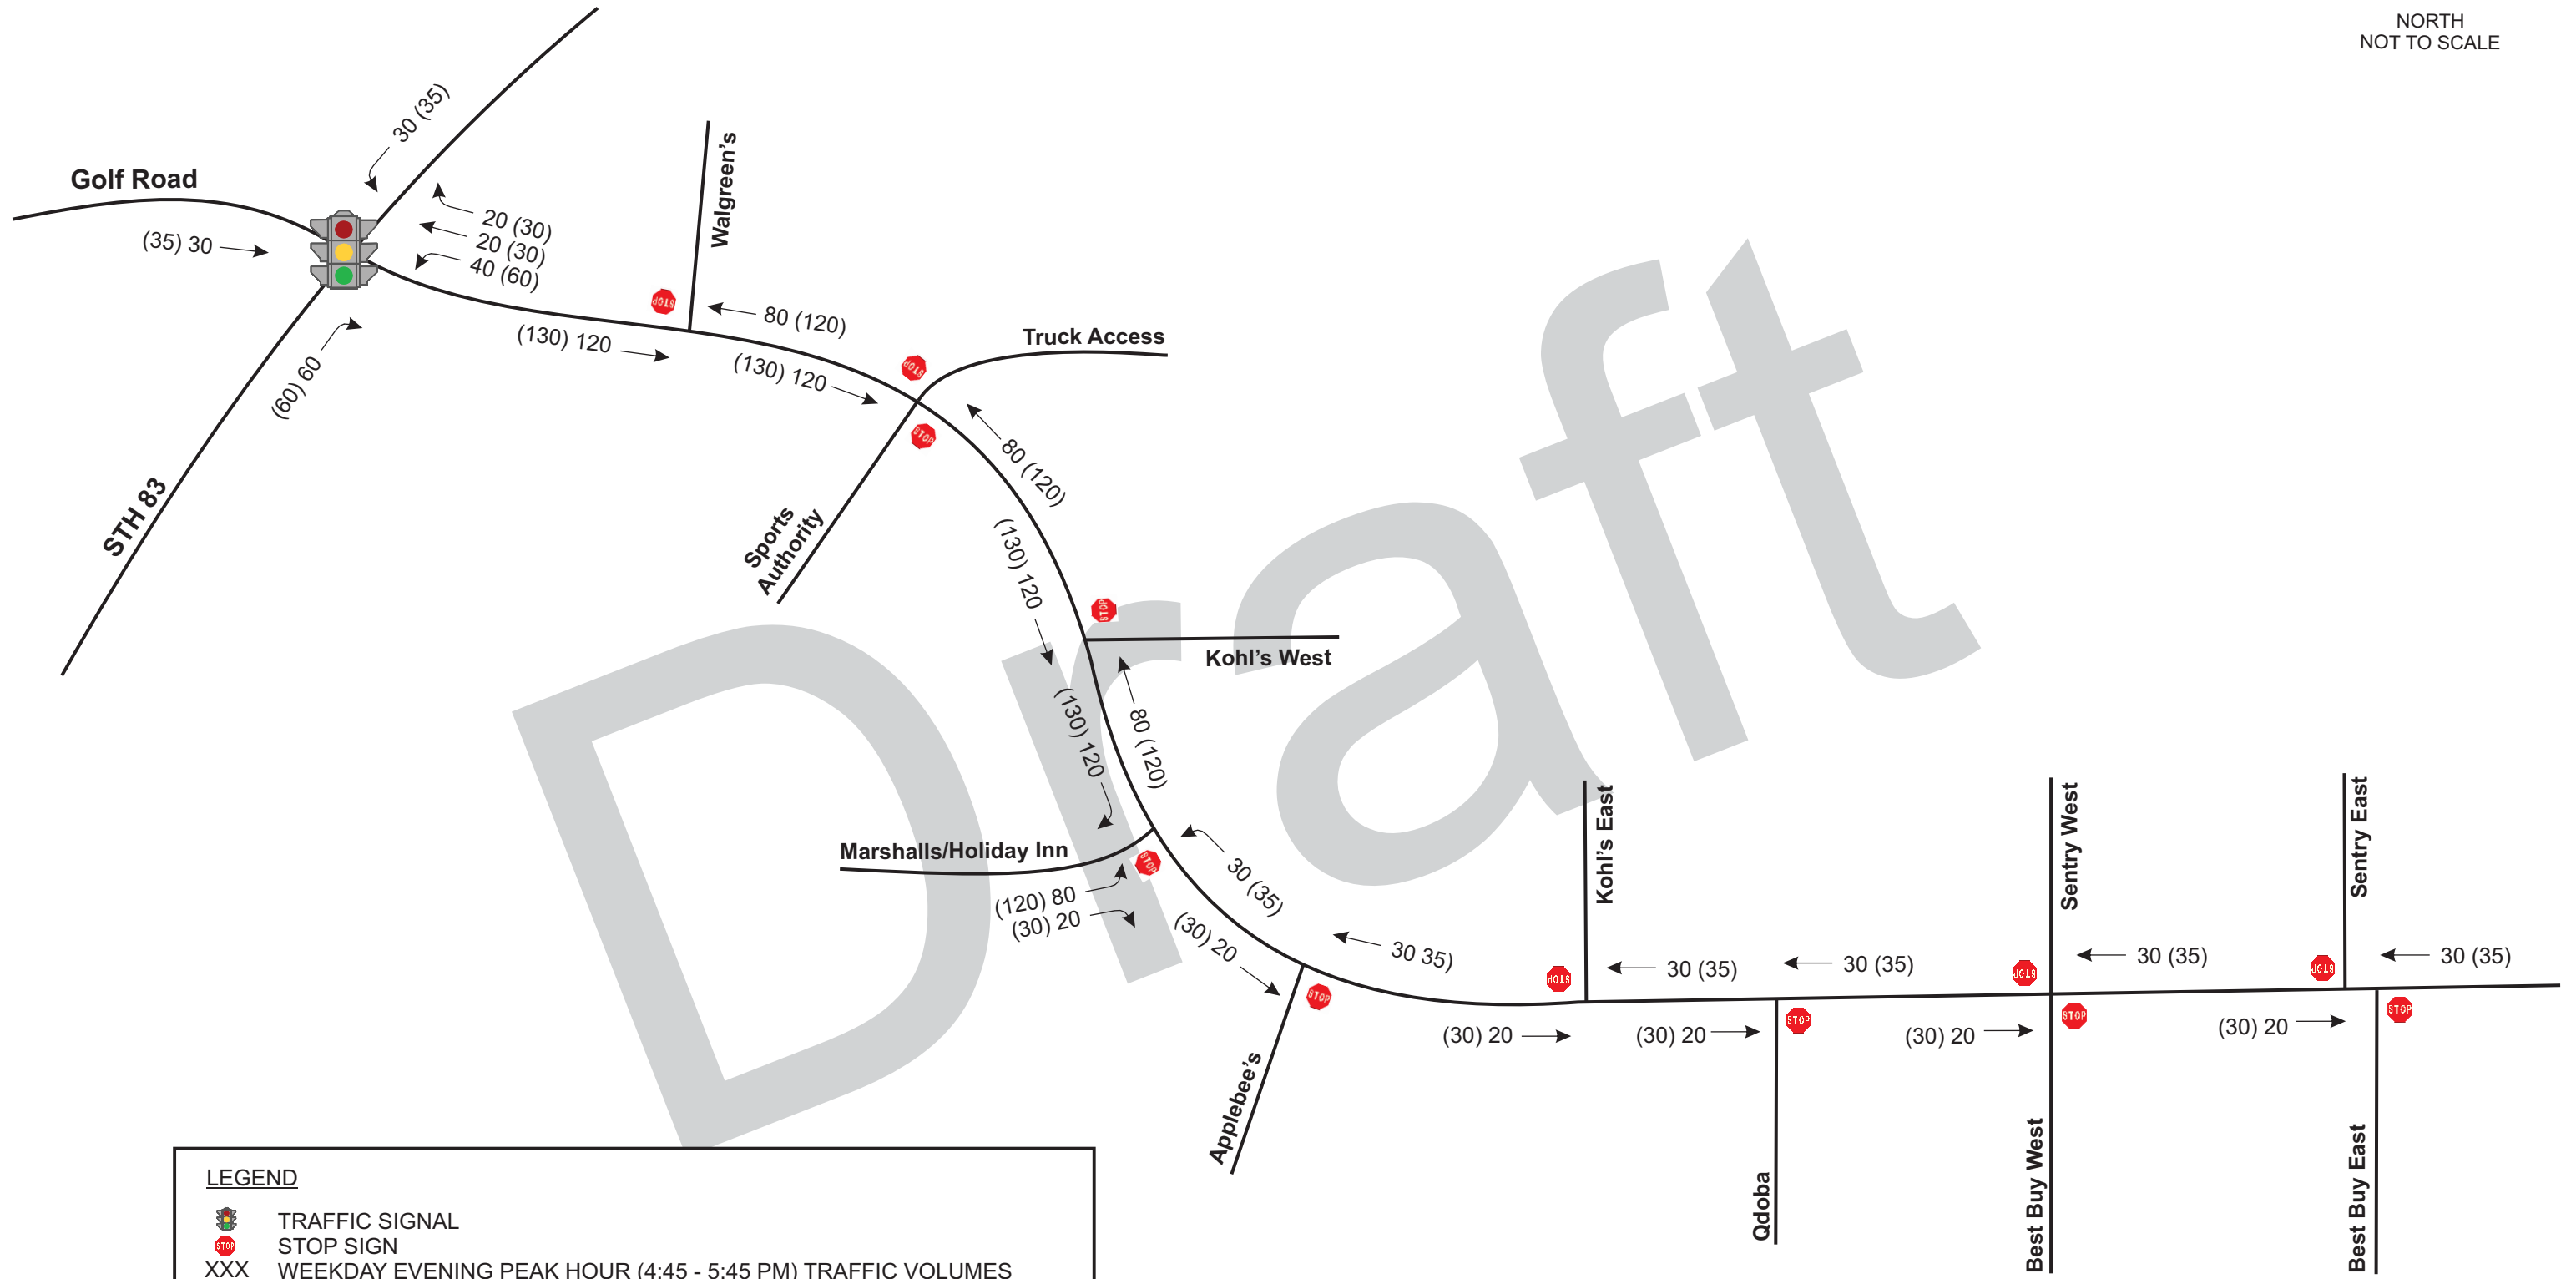 NORTH
NOT TO SCALE
30 (35)
Golf Road
(35) 30
20 (30)
20 (30)
40 (60)
Walgreen's
STOP
80 (120)
(130) 120
(60) 60
Truck Access
STOP
(130) 120
STOP
80 (120)
STH 83
Sports
Authority
(130) 120
STOP
Kohl's West
(130) 120
80 (120)
Marshalls/Holiday Inn
STOP
(120) 80
(30) 20
30 (35)
(30) 20
Draft
Kohl's East
Sentry West
Sentry East
30 35)
STOP
30 (35)
30 (35)
STOP
30 (35)
STOP
30 (35)
STOP
Applebee's
(30) 20
(30) 20
STOP
(30) 20
STOP
(30) 20
STOP
Qdoba
Best Buy West
Best Buy East
LEGEND
TRAFFIC SIGNAL
STOP STOP SIGN
XXX WEEKDAY EVENING PEAK HOUR (4:45 - 5:45 PM) TRAFFIC VOLUMES